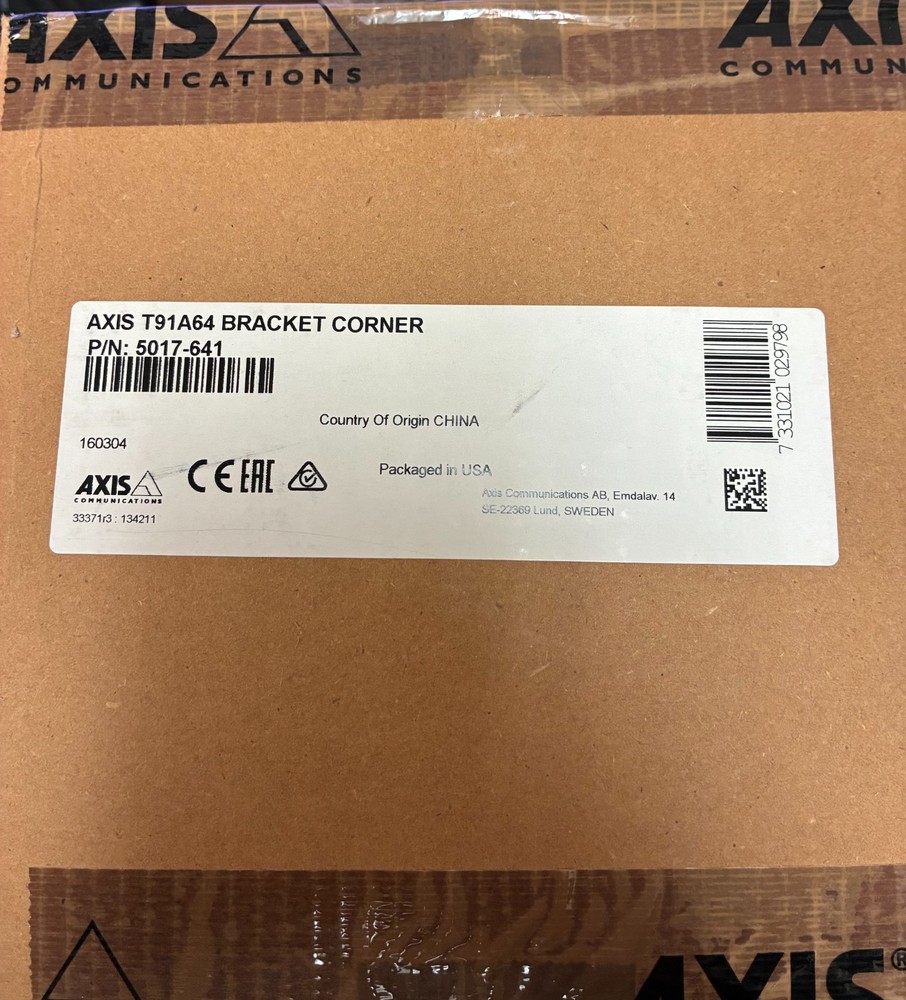 AXIS
COMMUNICATIONS
AXI
COMMUN
AXIS T91A64 BRACKET CORNER
P/N: 5017-641
Country Of Origin CHINA
160304
7 331021 029798
CE EAC
Packaged in USA
AXIS
COMMUNICATIONS
Axis Communications AB, Emdalav. 14
SE-22369 Lund, SWEDEN
33371r3 : 134211
AXIS®